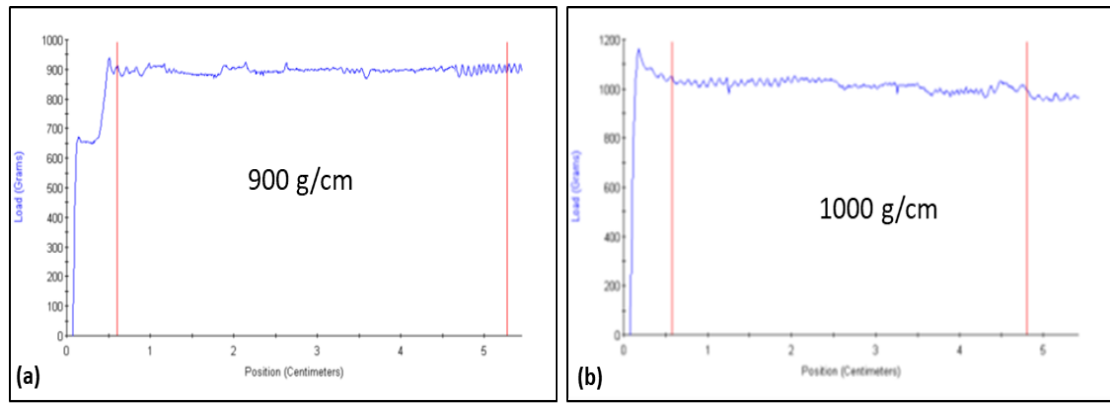 1000
900
800
700
600
500
400
300
200
100
0
Load (Grams)
900 g/cm
0 1 2 3 4 5
Position (Centimeters)
(a)
1200
1000
800
600
400
200
0
Load (Grams)
1000 g/cm
0 1 2 3 4 5
Position (Centimeters)
(b)